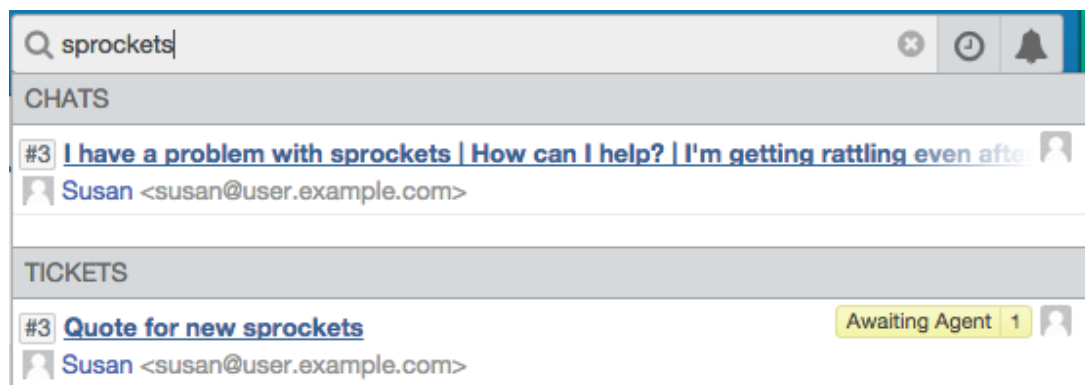 sprockets
CHATS
#3 I have a problem with sprockets | How can I help? | I'm getting rattling even after
Susan <susan@user.example.com>
TICKETS
#3 Quote for new sprockets Awaiting Agent 1
Susan <susan@user.example.com>